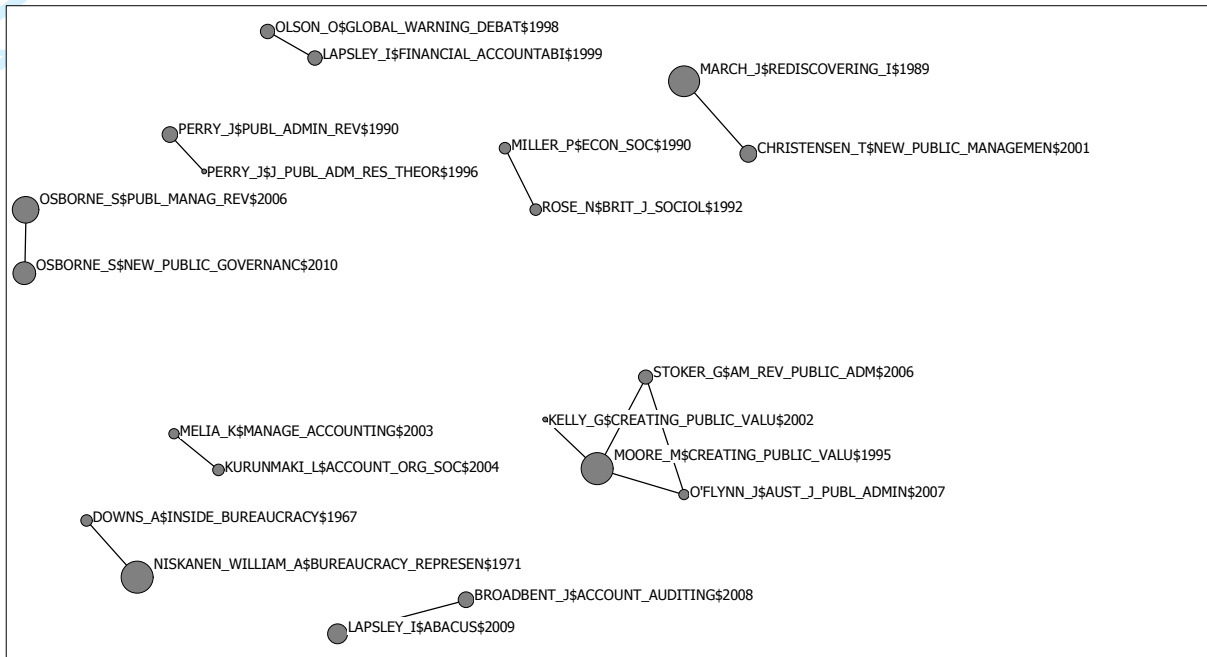 OLSON_O$GLOBAL_WARNING_DEBAT$1998
LAPSLEY_I$FINANCIAL_ACCOUNTABI$1999
MARCH_J$REDISCOVERING_I$1989
PERRY_J$PUBL_ADMIN_REV$1990
MILLER_P$ECON_SOC$1990
CHRISTENSEN_T$NEW_PUBLIC_MANAGEMEN$2001
PERRY_J$J_PUBL_ADM_RES_THEOR$1996
OSBORNE_S$PUBL_MANAG_REV$2006
ROSE_N$BRIT_J_SOCIOL$1992
OSBORNE_S$NEW_PUBLIC_GOVERNANC$2010
STOKER_G$AM_REV_PUBLIC_ADM$2006
KELLY_G$CREATING_PUBLIC_VALU$2002
MELIA_K$MANAGE_ACCOUNTING$2003
MOORE_M$CREATING_PUBLIC_VALU$1995
KURUNMAKI_L$ACCOUNT_ORG_SOC$2004
O'FLYNN_J$AUST_J_PUBL_ADMIN$2007
DOWNS_A$INSIDE_BUREAUCRACY$1967
NISKANEN_WILLIAM_A$BUREAUCRACY_REPRESEN$1971
BROADBENT_J$ACCOUNT_AUDITING$2008
LAPSLEY_I$ABACUS$2009